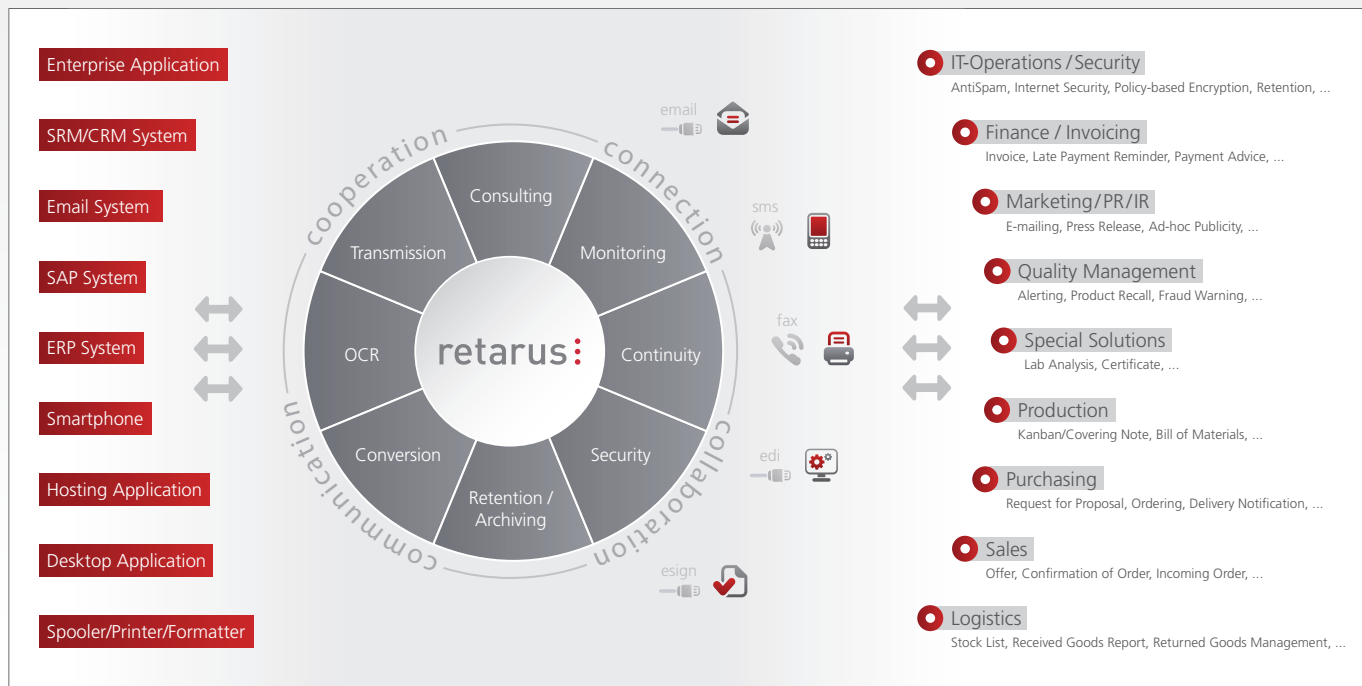 Enterprise Application
SRM/CRM System
Email System
SAP System
ERP System
Smartphone
Hosting Application
Desktop Application
Spooler/Printer/Formatter
cooperation
connection
communication
collaboration
Consulting
Monitoring
Continuity
Security
Retention /
Archiving
Conversion
OCR
Transmission
retarus:
email
sms
fax
edi
esign
IT-Operations / Security
AntiSpam, Internet Security, Policy-based Encryption, Retention, ...
Finance / Invoicing
Invoice, Late Payment Reminder, Payment Advice, ...
Marketing/PR/IR
E-mailing, Press Release, Ad-hoc Publicity, ...
Quality Management
Alerting, Product Recall, Fraud Warning, ...
Special Solutions
Lab Analysis, Certificate, ...
Production
Kanban/Covering Note, Bill of Materials, ...
Purchasing
Request for Proposal, Ordering, Delivery Notification, ...
Sales
Offer, Confirmation of Order, Incoming Order, ...
Logistics
Stock List, Received Goods Report, Returned Goods Management, ...